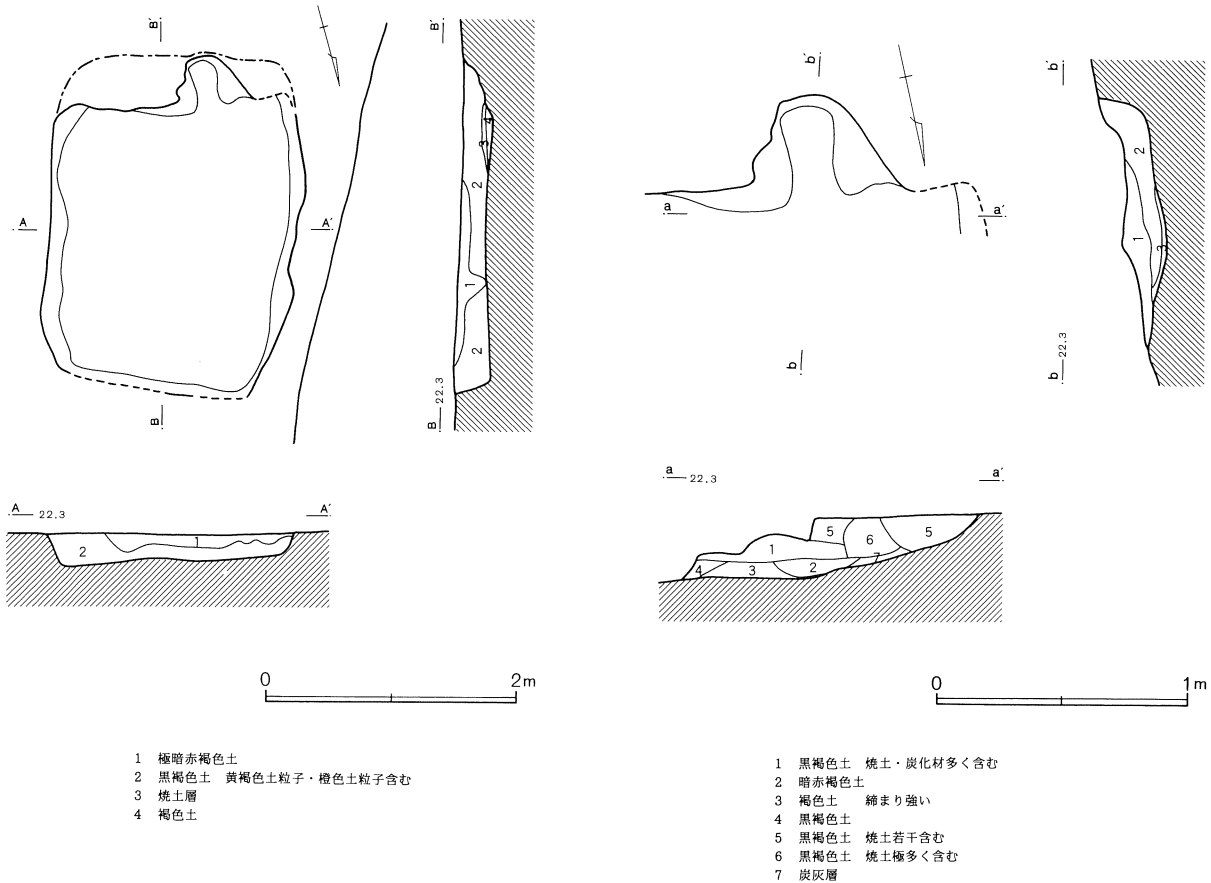 B′
A
A′
B
B′
4
3
2
1
2
B 22.3
A 22.3
A′
1
2
0 2m
1 極暗赤褐色土
2 黒褐色土 黄褐色土粒子・橙色土粒子含む
3 焼土層
4 褐色土
b′
a
a′
b
b′
2
1
3
b 22.3
a 22.3
a′
5
6
5
1
7
4
3
2
0 1m
1 黒褐色土 焼土・炭化材多く含む
2 暗赤褐色土
3 褐色土 締まり強い
4 黒褐色土
5 黒褐色土 焼土若干含む
6 黒褐色土 焼土極多く含む
7 炭灰層